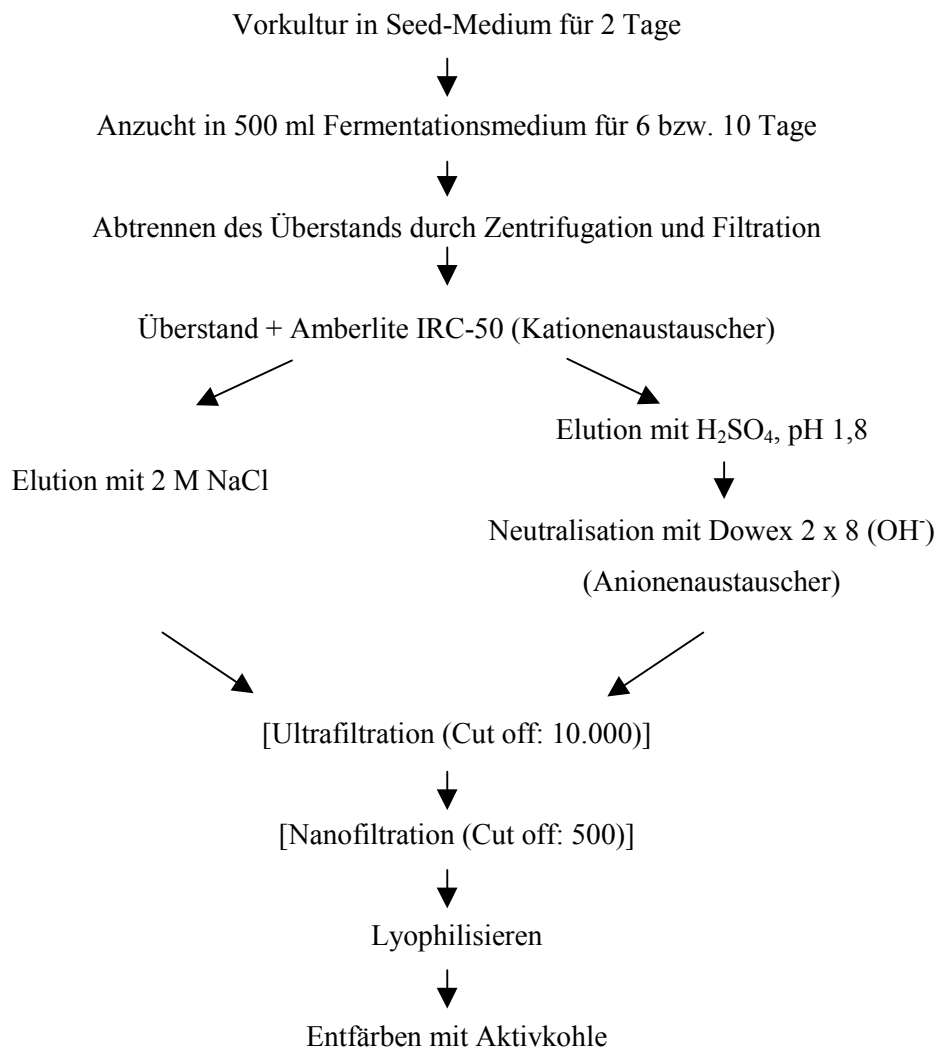 Vorkultur in Seed-Medium für 2 Tage
Anzucht in 500 ml Fermentationsmedium für 6 bzw. 10 Tage
Abtrennen des Überstands durch Zentrifugation und Filtration
Überstand + Amberlite IRC-50 (Kationenaustauscher)
Elution mit H₂SO₄, pH 1,8
Elution mit 2 M NaCl
Neutralisation mit Dowex 2 x 8 (OH⁻)
(Anionenaustauscher)
[Ultrafiltration (Cut off: 10.000)]
[Nanofiltration (Cut off: 500)]
Lyophilisieren
Entfärben mit Aktivkohle